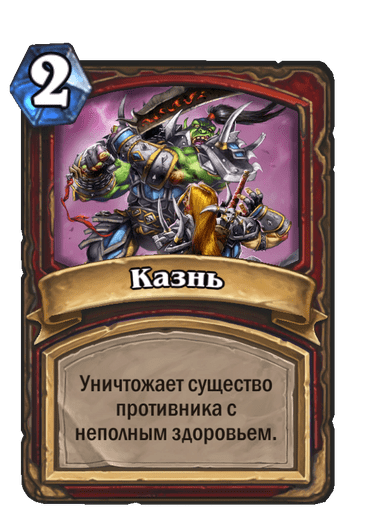 2
Казнь
Уничтожает существо
противника с
неполным здоровьем.